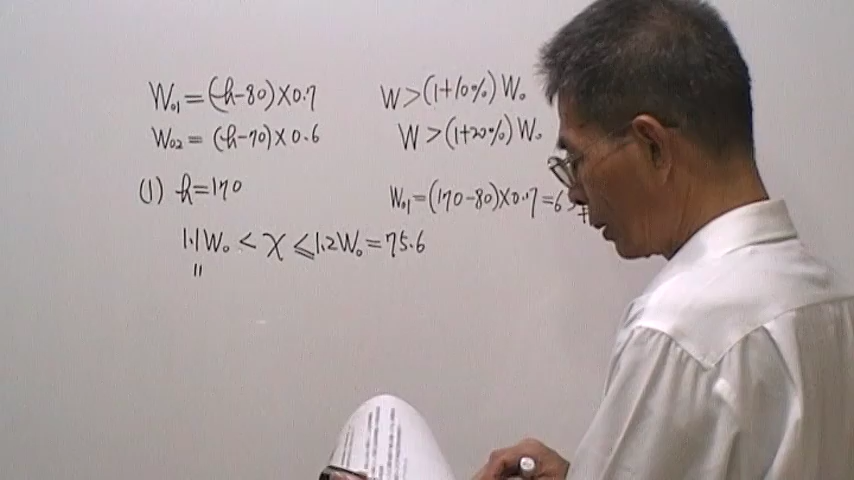 W₀₁=(h-80)×0.7
W₀₂=(h-70)×0.6
(1) h=170
1.1W₀ < x ≤ 1.2W₀ = 75.6
"
W>(1+10%)W₀
W>(1+20%)W₀
W₀₁=(170-80)×0.7=63